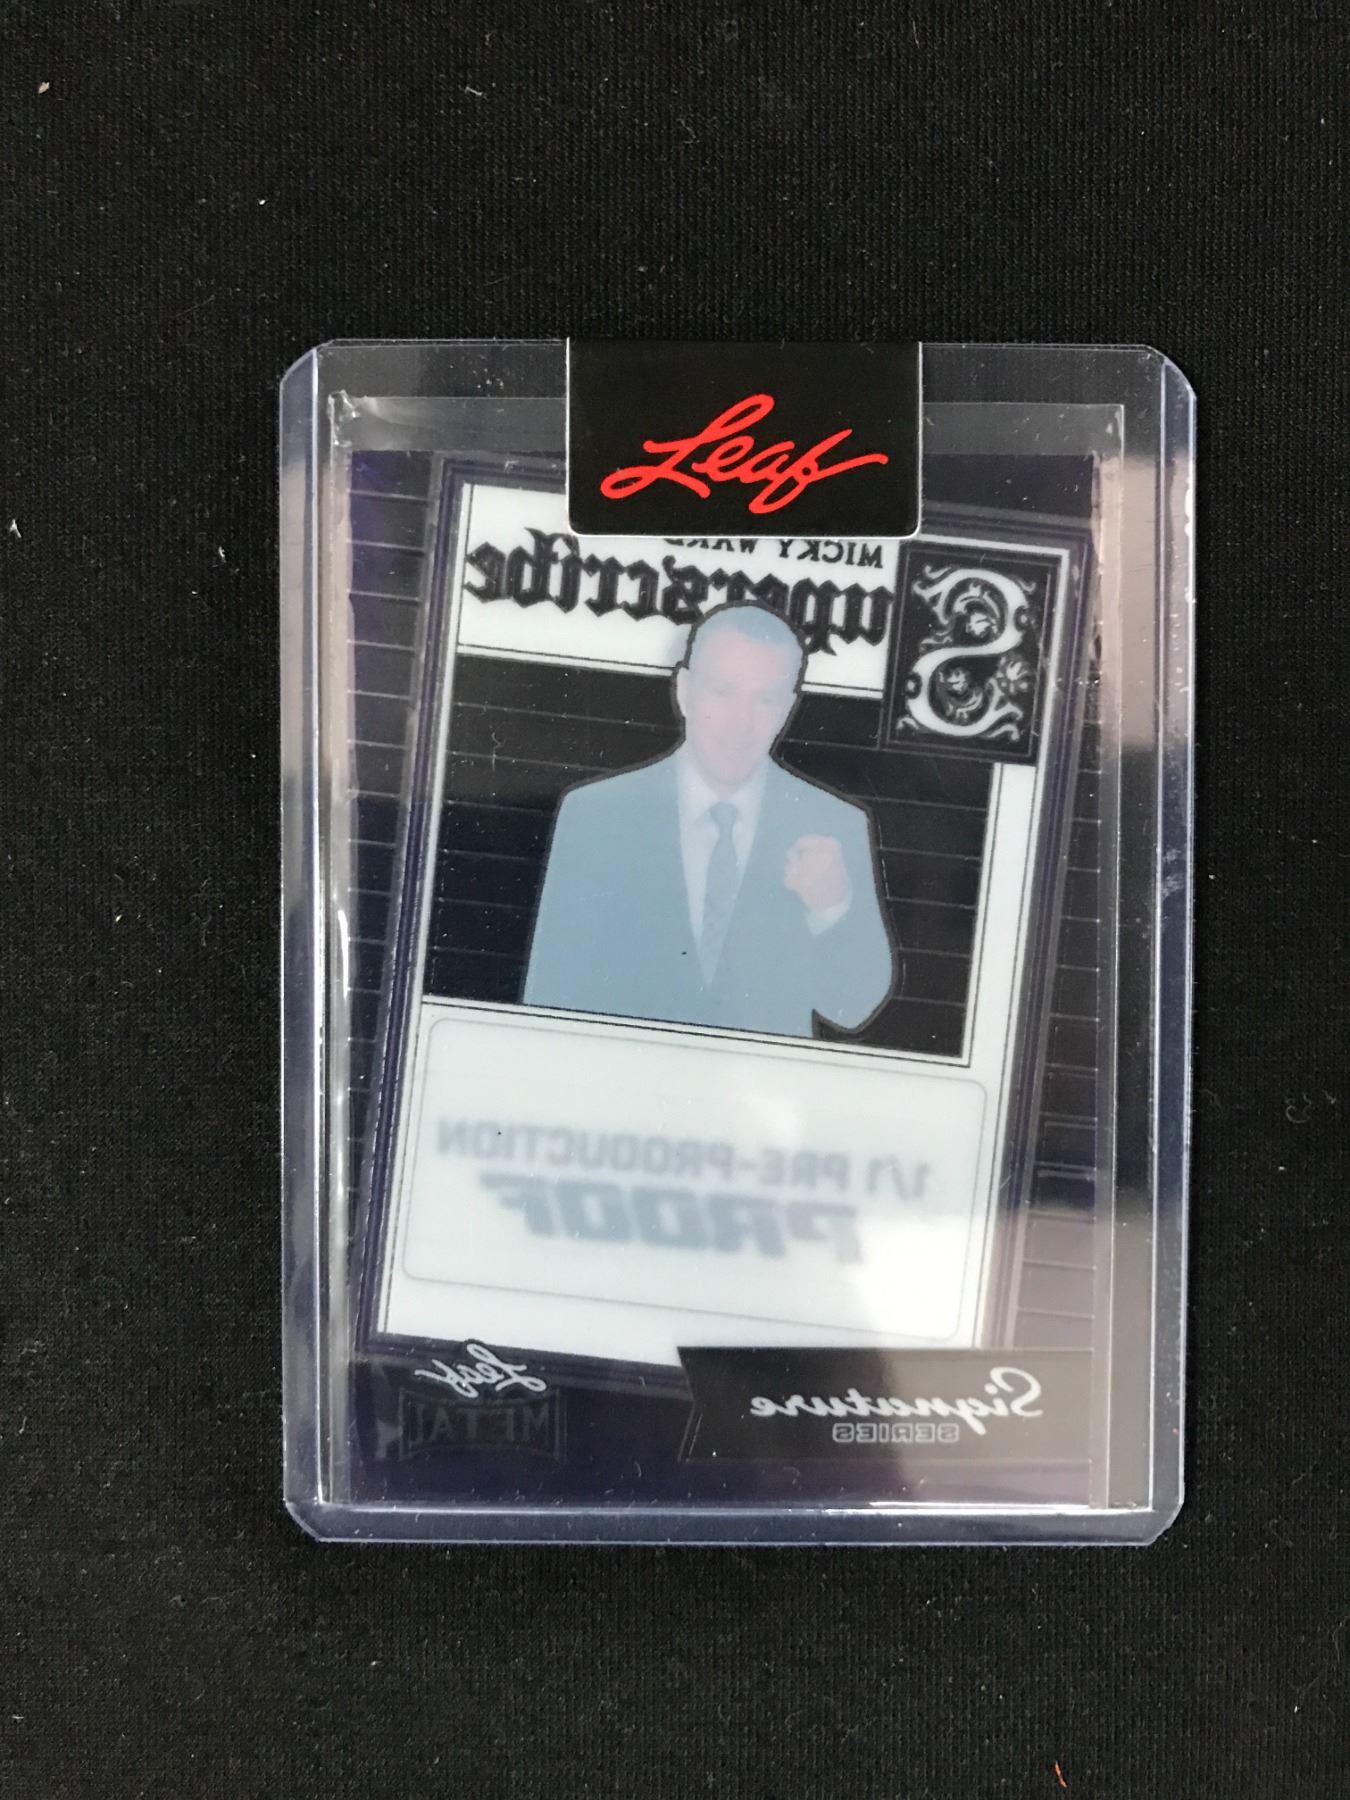 Leaf
MICKY WARD
Superscribe
1/1 PRE-PRODUCTION
PROOF
Leaf
METAL
Signature
SERIES